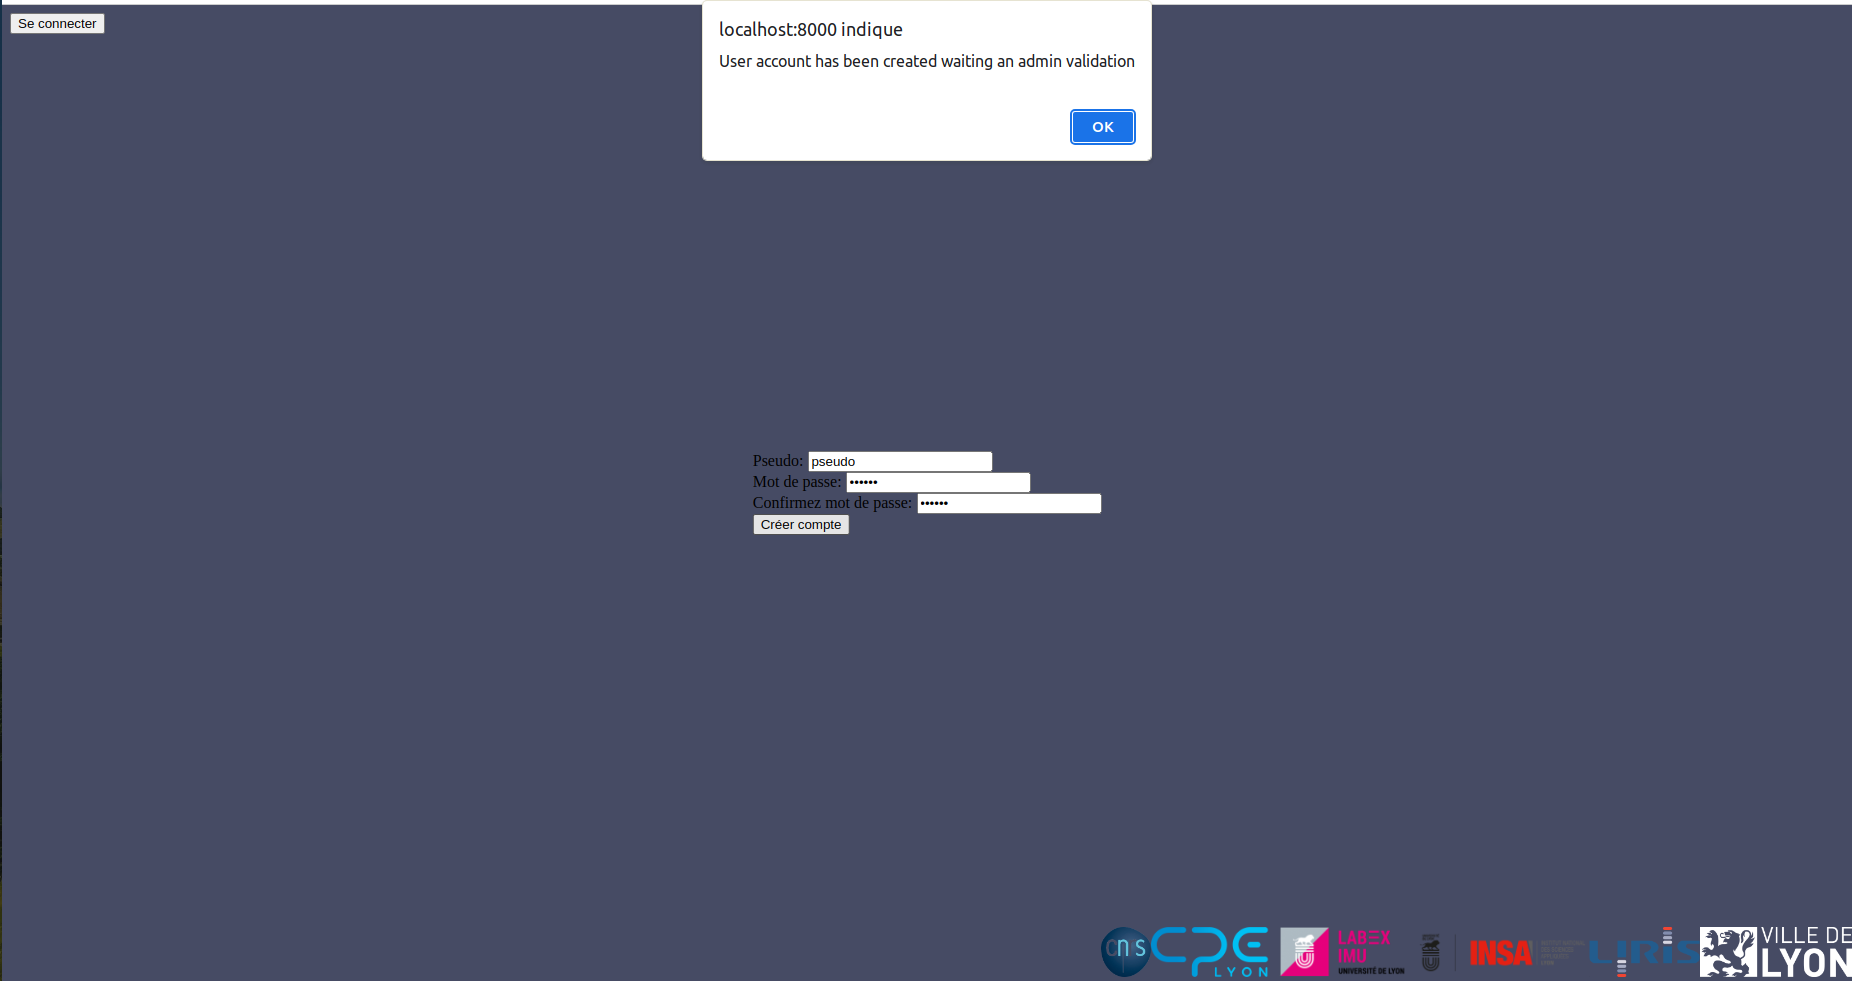 Se connecter
localhost:8000 indique
User account has been created waiting an admin validation
OK
Pseudo: pseudo
Mot de passe: ••••••
Confirmez mot de passe: ••••••
Créer compte
cnrs
CPE
LYON
LABEX
IMU
UNIVERSITÉ DE LYON
INSA
LIRIS
VILLE DE
LYON